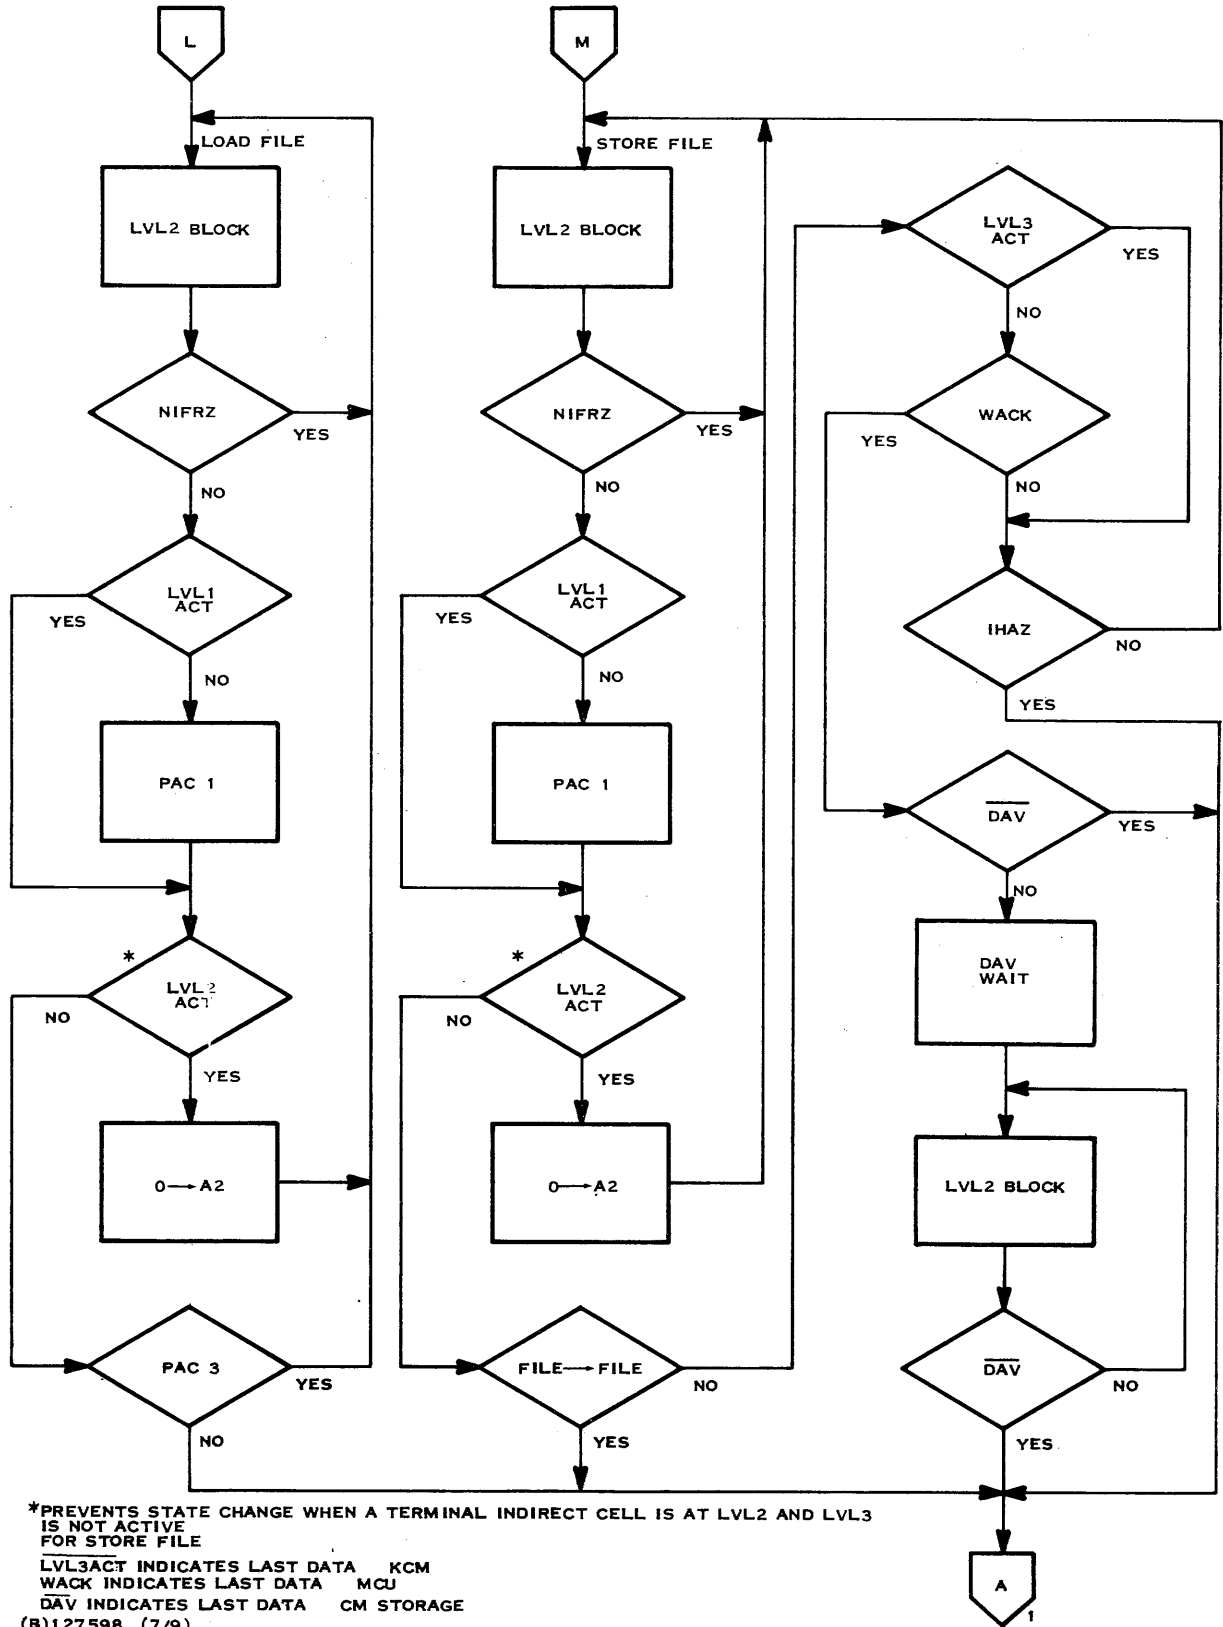 L
LOAD FILE
LVL2 BLOCK
NIFRZ
YES
NO
LVL1
ACT
YES
NO
PAC 1
*
LVL2
ACT
NO
YES
0→A2
PAC 3
YES
NO
M
STORE FILE
LVL2 BLOCK
NIFRZ
YES
NO
LVL1
ACT
YES
NO
PAC 1
*
LVL2
ACT
NO
YES
0→A2
FILE→FILE
NO
YES
LVL3
ACT
YES
NO
WACK
YES
NO
IHAZ
NO
YES
D̅A̅V̅
YES
NO
DAV
WAIT
LVL2 BLOCK
D̅A̅V̅
NO
YES
A
1
*PREVENTS STATE CHANGE WHEN A TERMINAL INDIRECT CELL IS AT LVL2 AND LVL3
IS NOT ACTIVE
FOR STORE FILE
L̅V̅L̅3̅A̅C̅T̅ INDICATES LAST DATA KCM
WACK INDICATES LAST DATA MCU
D̅A̅V̅ INDICATES LAST DATA CM STORAGE
(B)127598 (7/9)